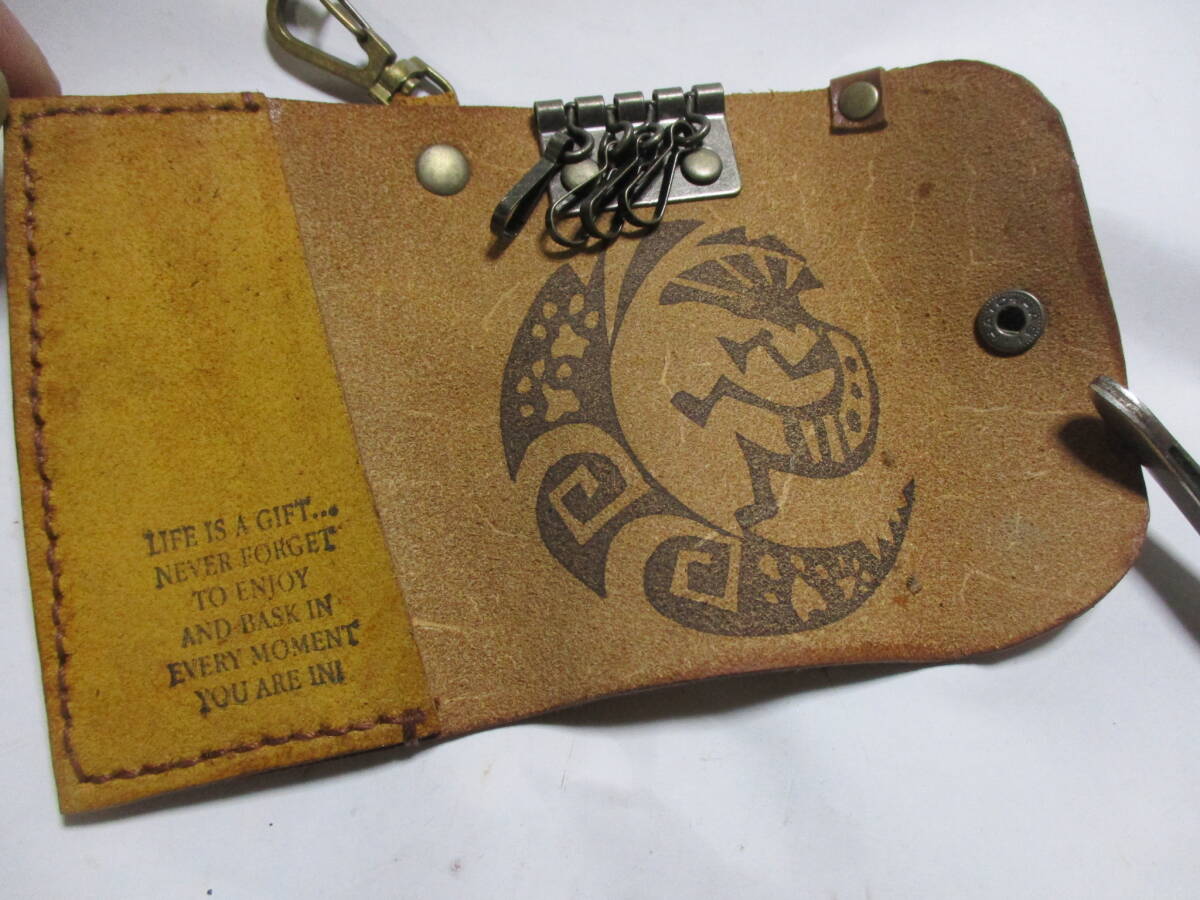 LIFE IS A GIFT...
NEVER FORGET
TO ENJOY
AND BASK IN
EVERY MOMENT
YOU ARE IN!